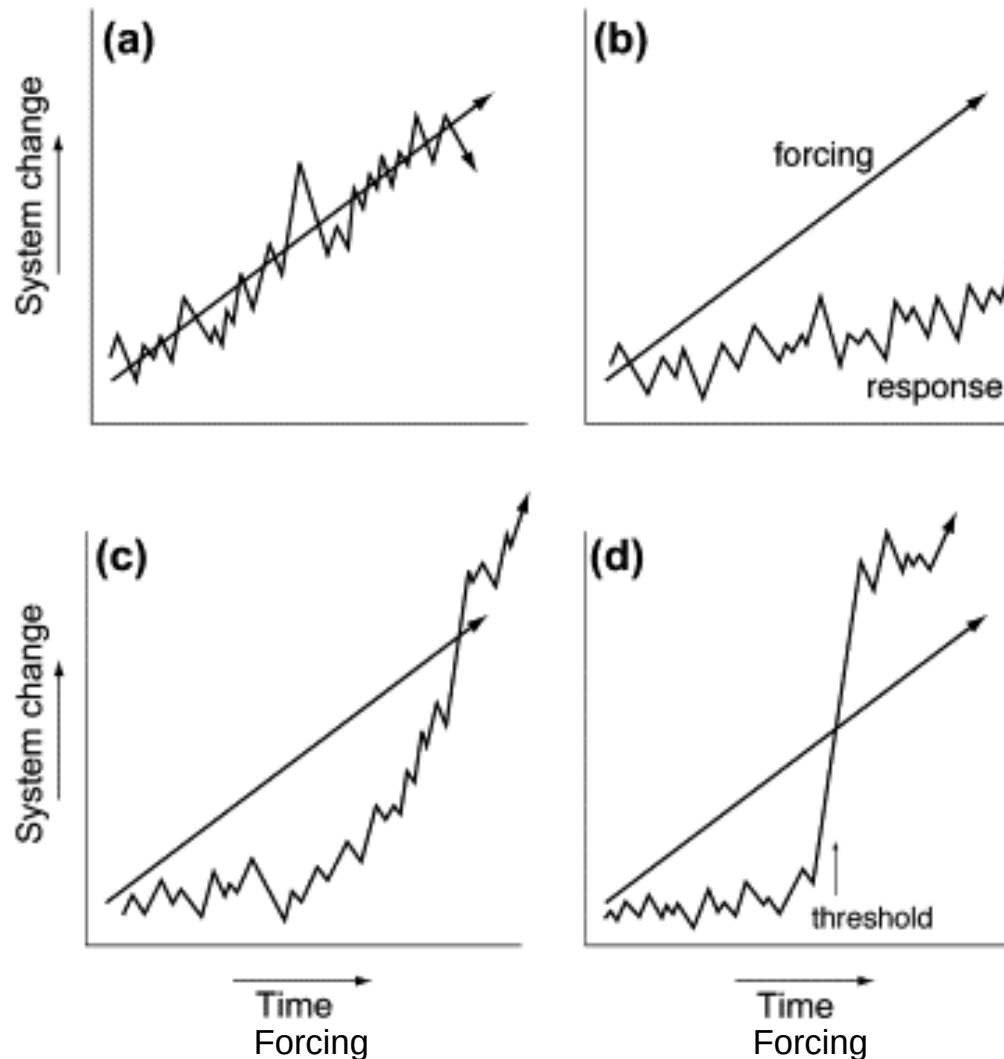 (a)
(b)
System change
forcing
response
(c)
(d)
System change
threshold
Time
Forcing
Time
Forcing